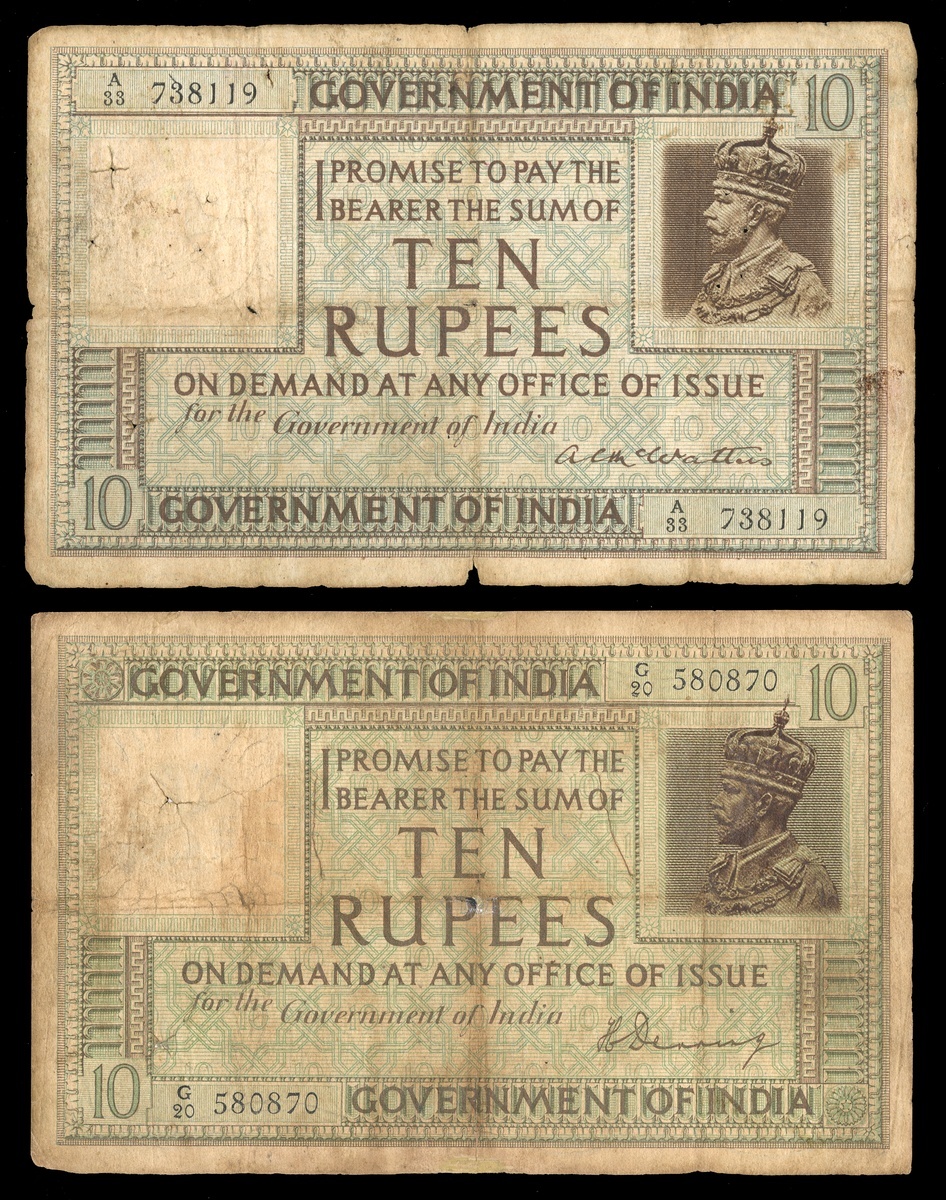 A
33 738119 GOVERNMENT OF INDIA 10
I PROMISE TO PAY THE
BEARER THE SUM OF
TEN
RUPEES
ON DEMAND AT ANY OFFICE OF ISSUE
for the Government of India
A C McWatters
10 GOVERNMENT OF INDIA A
33 738119
GOVERNMENT OF INDIA G
20 580870 10
I PROMISE TO PAY THE
BEARER THE SUM OF
TEN
RUPEES
ON DEMAND AT ANY OFFICE OF ISSUE
for the Government of India
H Denning
10 G
20 580870 GOVERNMENT OF INDIA